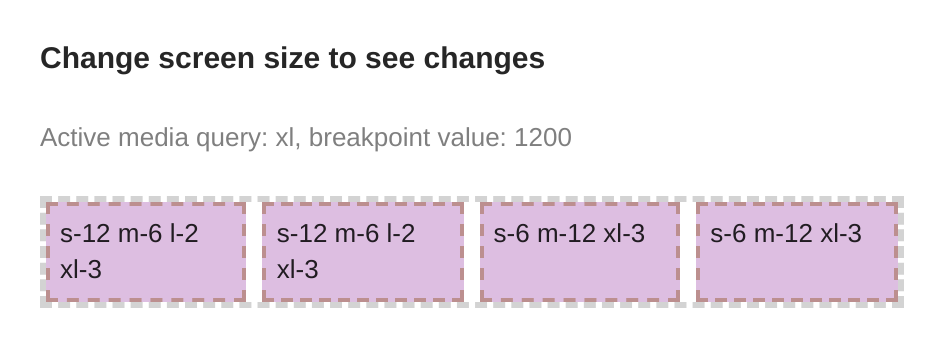 Change screen size to see changes
Active media query: xl, breakpoint value: 1200
s-12 m-6 l-2
xl-3
s-12 m-6 l-2
xl-3
s-6 m-12 xl-3
s-6 m-12 xl-3